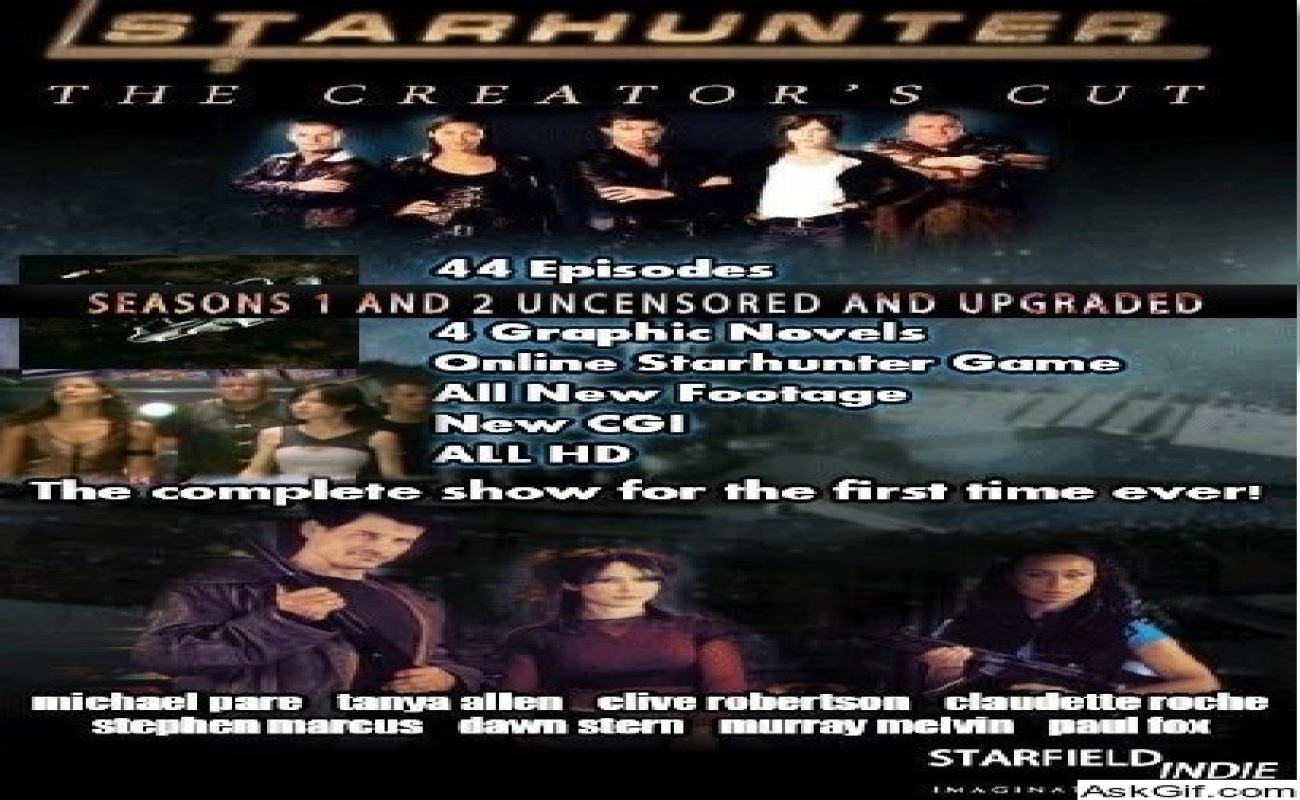 STARHUNTER
THE CREATOR'S CUT
44 Episodes
SEASONS 1 AND 2 UNCENSORED AND UPGRADED
4 Graphic Novels
Online Starhunter Game
All New Footage
New CGI
ALL HD
The complete show for the first time ever!
michael pare tanya allen clive robertson claudette roche
stephen marcus dawn stern murray melvin paul fox
STARFIELD INDIE
AskGif.com